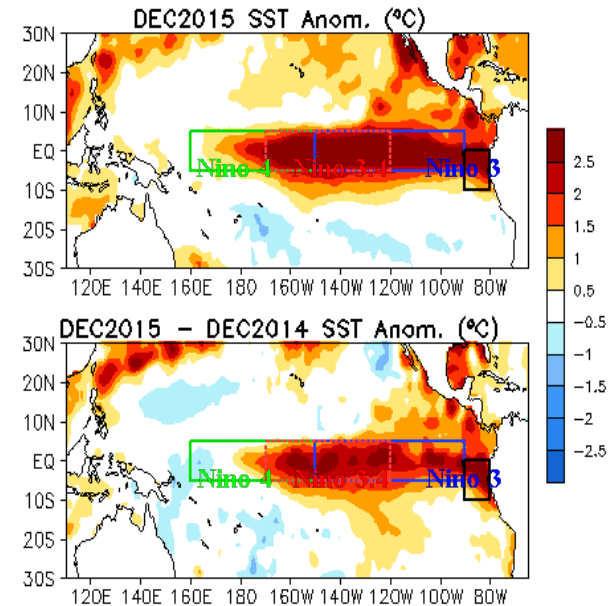 DEC2015 SST Anom. (ºC)
30N
20N
10N
EQ
10S
20S
30S
Nino 4
Nino 3.4
Nino 3
120E 140E 160E 180 160W 140W 120W 100W 80W
DEC2015 - DEC2014 SST Anom. (ºC)
30N
20N
10N
EQ
10S
20S
30S
Nino 4
Nino 3.4
Nino 3
120E 140E 160E 180 160W 140W 120W 100W 80W
2.5
2
1.5
1
0.5
-0.5
-1
-1.5
-2
-2.5